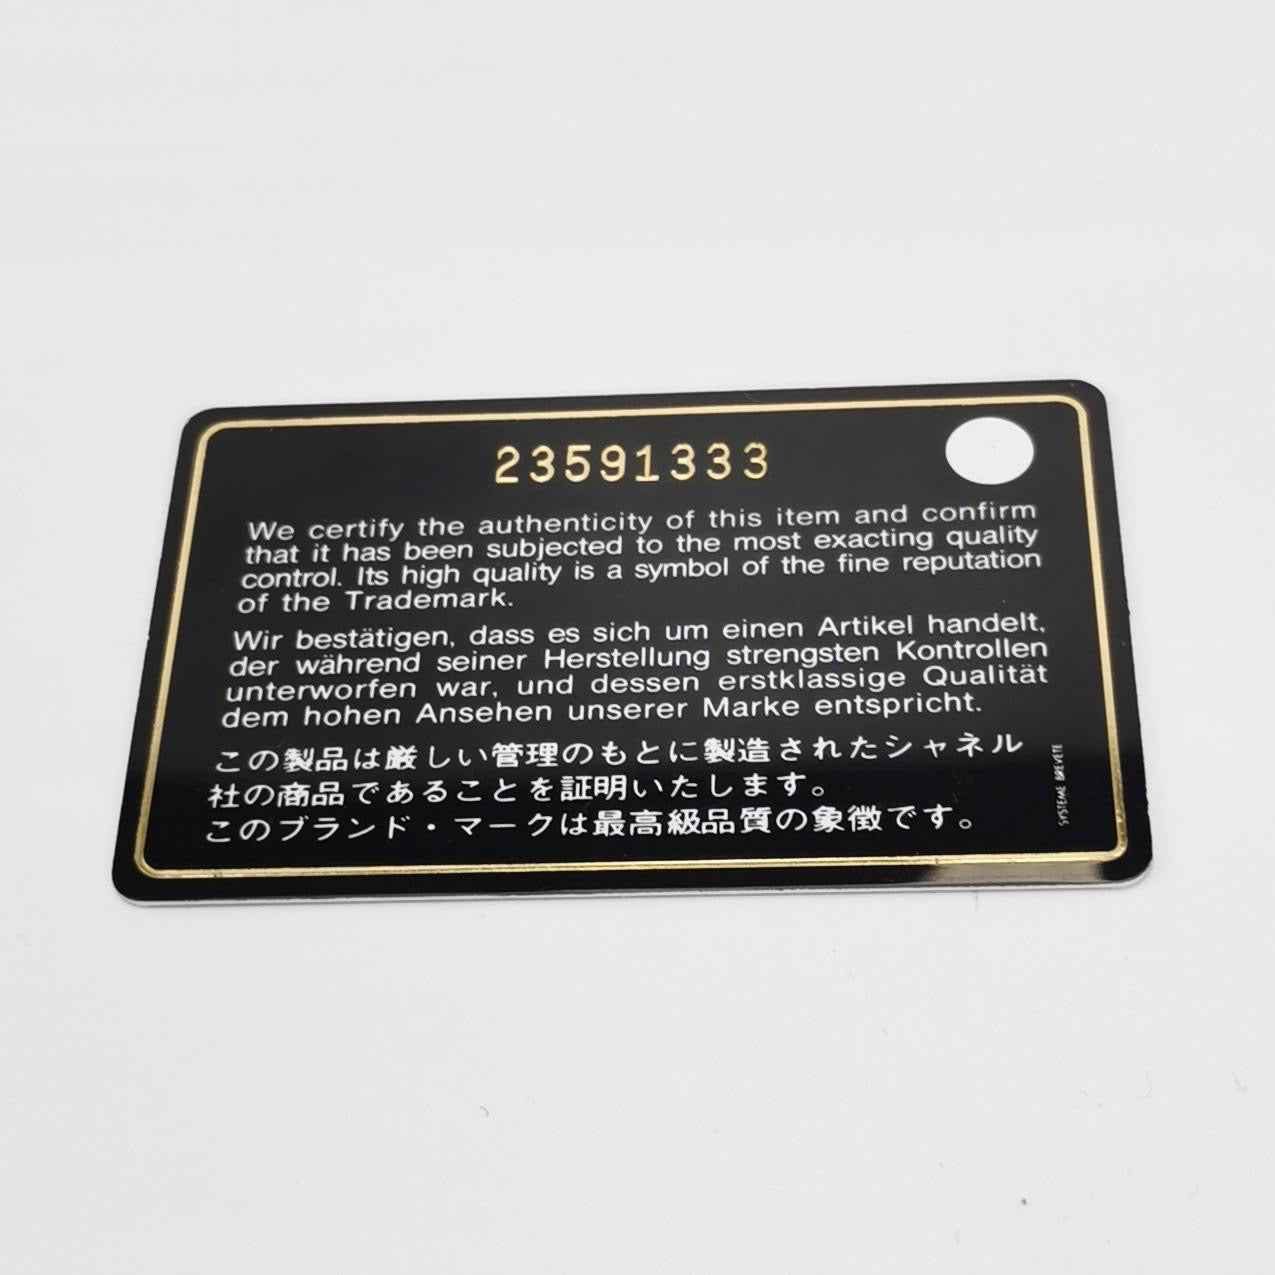 23591333
We certify the authenticity of this item and confirm
that it has been subjected to the most exacting quality
control. Its high quality is a symbol of the fine reputation
of the Trademark.
Wir bestätigen, dass es sich um einen Artikel handelt,
der während seiner Herstellung strengsten Kontrollen
unterworfen war, und dessen erstklassige Qualität
dem hohen Ansehen unserer Marke entspricht.
この製品は厳しい管理のもとに製造されたシャネル
社の商品であることを証明いたします。
このブランド・マークは最高級品質の象徴です。
SYSTEME BREVETE